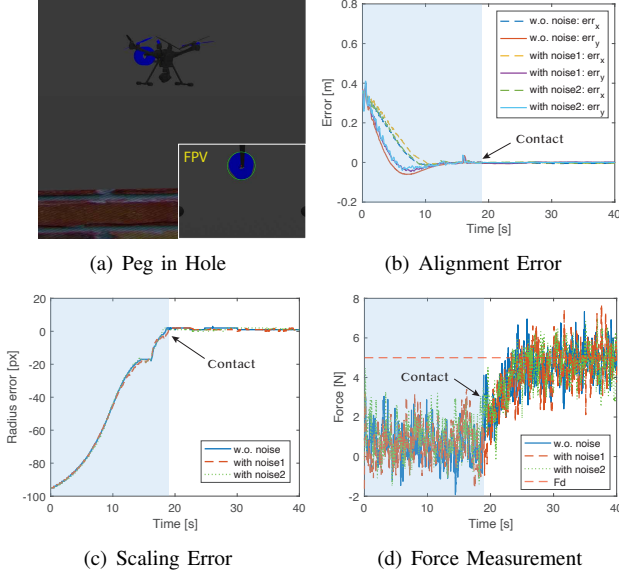 FPV
(a) Peg in Hole
0.8
0.6
0.4
0.2
0
-0.2
Error [m]
0 10 20 30 40
Time [s]
w.o. noise: err_x
w.o. noise: err_y
with noise1: err_x
with noise1: err_y
with noise2: err_x
with noise2: err_y
Contact
(b) Alignment Error
20
0
-20
-40
-60
-80
-100
Radius error [px]
0 10 20 30 40
Time [s]
Contact
w.o. noise
with noise1
with noise2
(c) Scaling Error
8
6
4
2
0
-2
Force [N]
0 10 20 30 40
Time [s]
Contact
w.o. noise
with noise1
with noise2
Fd
(d) Force Measurement